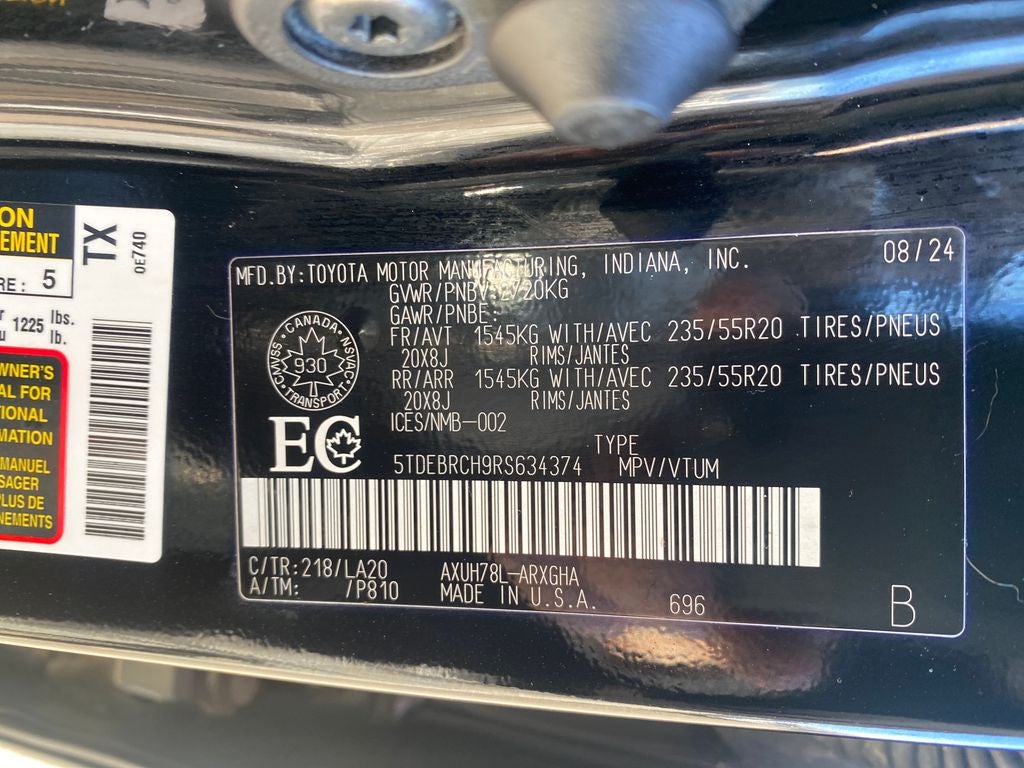 ON
EMENT
RE: 5
1225 lbs.
lb.
TX
0E740
WNER'S
AL FOR
TIONAL
RMATION
MANUEL
SAGER
PLUS DE
NEMENTS
MFD.BY:TOYOTA MOTOR MANUFACTURING, INDIANA, INC. 08/24
GVWR/PNBV:2720KG
GAWR/PNBE:
FR/AVT 1545KG WITH/AVEC 235/55R20 TIRES/PNEUS
20X8J RIMS/JANTES
RR/ARR 1545KG WITH/AVEC 235/55R20 TIRES/PNEUS
20X8J RIMS/JANTES
ICES/NMB-002
CANADA
CMVSS
930
NSVAC
TRANSPORT
EC
TYPE
5TDEBRCH9RS634374 MPV/VTUM
C/TR:218/LA20 AXUH78L-ARXGHA
A/TM: /P810 MADE IN U.S.A. 696 B